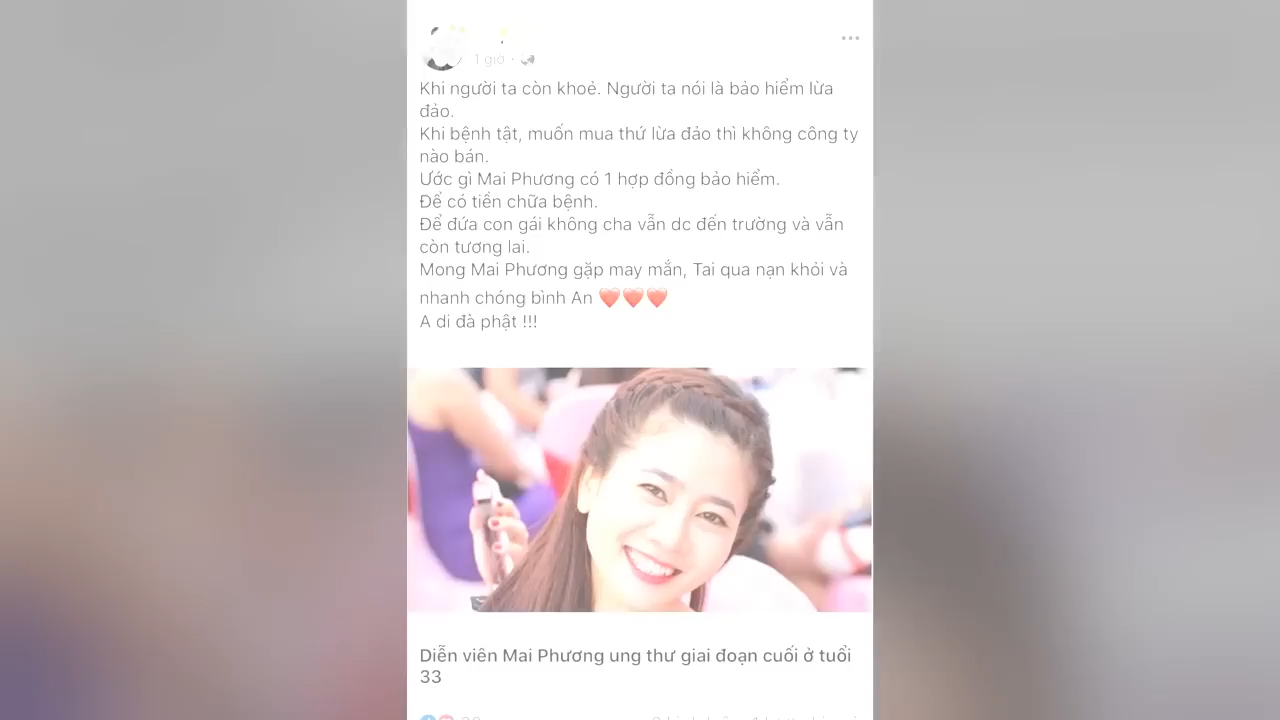 1 giờ ·
Khi người ta còn khoẻ. Người ta nói là bảo hiểm lừa
đảo.
Khi bệnh tật, muốn mua thứ lừa đảo thì không công ty
nào bán.
Ước gì Mai Phương có 1 hợp đồng bảo hiểm.
Để có tiền chữa bệnh.
Để đứa con gái không cha vẫn dc đến trường và vẫn
còn tương lai.
Mong Mai Phương gặp may mắn, Tai qua nạn khỏi và
nhanh chóng bình An ❤️❤️❤️
A di đà phật !!!
Diễn viên Mai Phương ung thư giai đoạn cuối ở tuổi
33